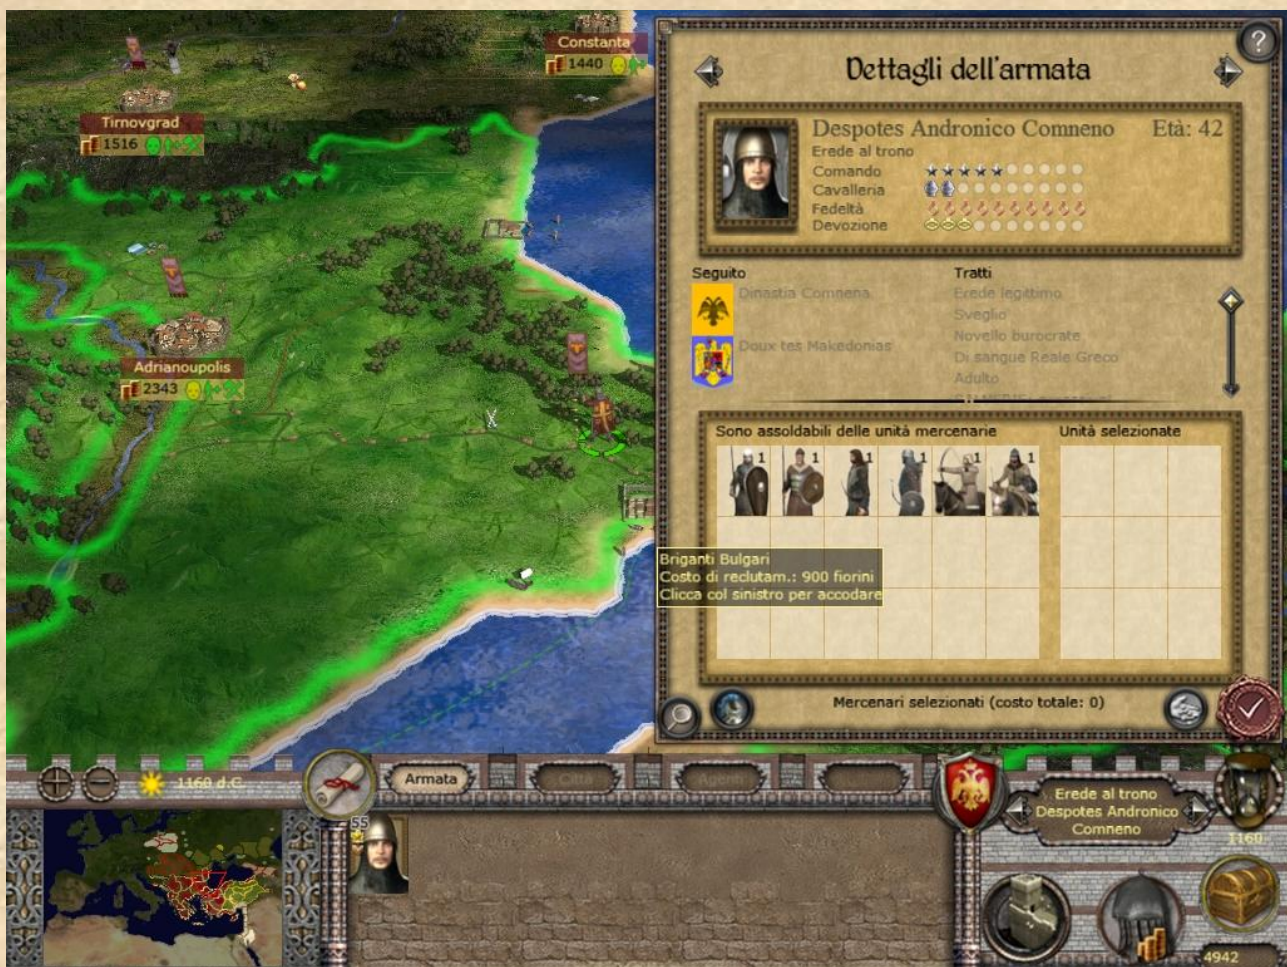 Constanta
1440
Tirnovgrad
1516
Adrianoupolis
2343
?
Dettagli dell'armata
Despotes Andronico Comneno Età: 42
Erede al trono
Comando
Cavalleria
Fedeltà
Devozione
Seguito
Dinastia Comnena
Doux tes Makedonias
Tratti
Erede legittimo
Sveglio
Novello burocrate
Di sangue Reale Greco
Adulto
Sono assoldabili delle unità mercenarie
1 1 1 1 1 1
Unità selezionate
Briganti Bulgari
Costo di reclutam.: 900 fiorini
Clicca col sinistro per accodare
Mercenari selezionati (costo totale: 0)
1160 d.C.
Armata
Città
55
Erede al trono
Despotes Andronico
Comneno
1160
4942